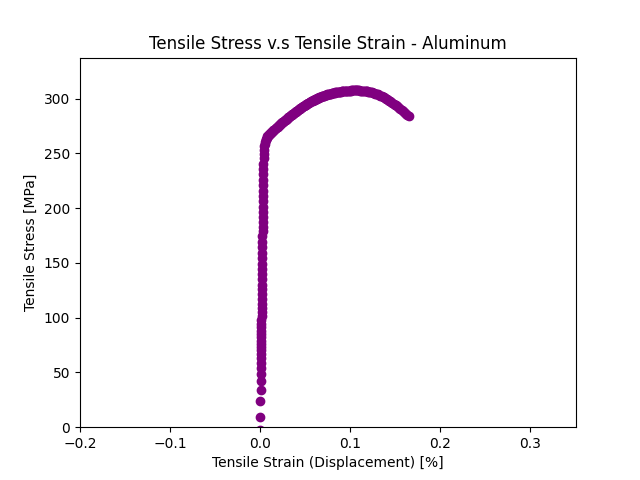 Tensile Stress v.s Tensile Strain - Aluminum
300
250
200
150
100
50
0
Tensile Stress [MPa]
−0.2 −0.1 0.0 0.1 0.2 0.3
Tensile Strain (Displacement) [%]